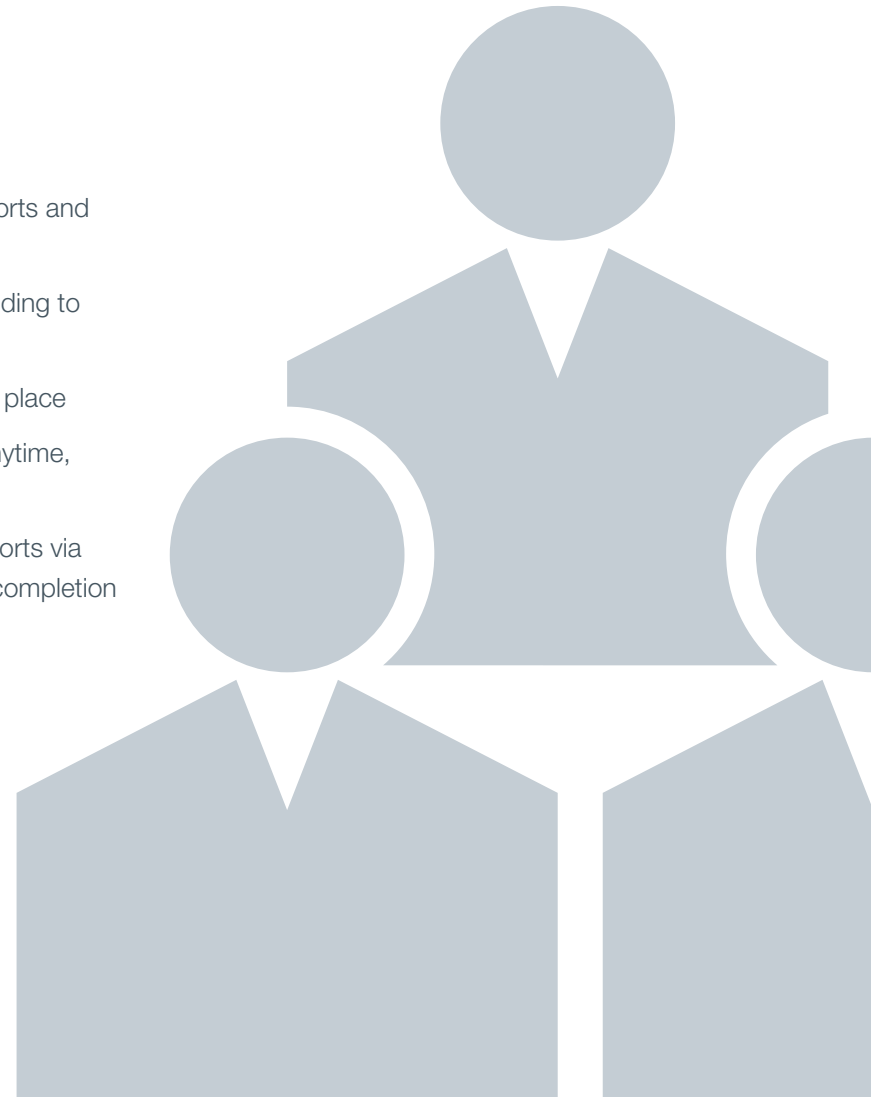 orts and
ding to
place
ytime,
orts via
completion